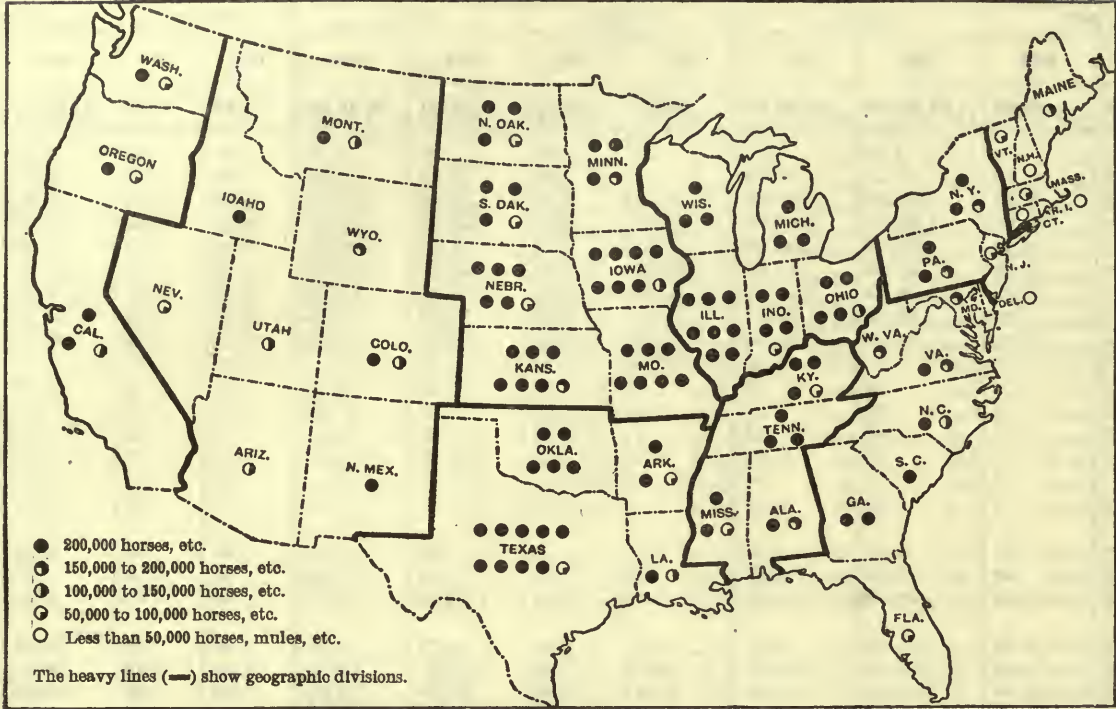 WASH.
MONT.
N. OAK.
MINN.
MAINE
OREGON
IOAHO
WYO.
S. DAK.
WIS.
MICH.
VT.
N.H.
MASS.
N. Y.
R. I.
CT.
NEV.
UTAH
COLO.
NEBR.
IOWA
ILL.
INO.
OHIO
PA.
N. J.
CAL.
KANS.
MO.
KY.
W. VA.
MD.
DEL.
VA.
ARIZ.
N. MEX.
OKLA.
ARK.
TENN.
N. C.
S. C.
TEXAS
LA.
MISS.
ALA.
GA.
FLA.
200,000 horses, etc.
150,000 to 200,000 horses, etc.
100,000 to 150,000 horses, etc.
50,000 to 100,000 horses, etc.
Less than 50,000 horses, mules, etc.
The heavy lines (━) show geographic divisions.